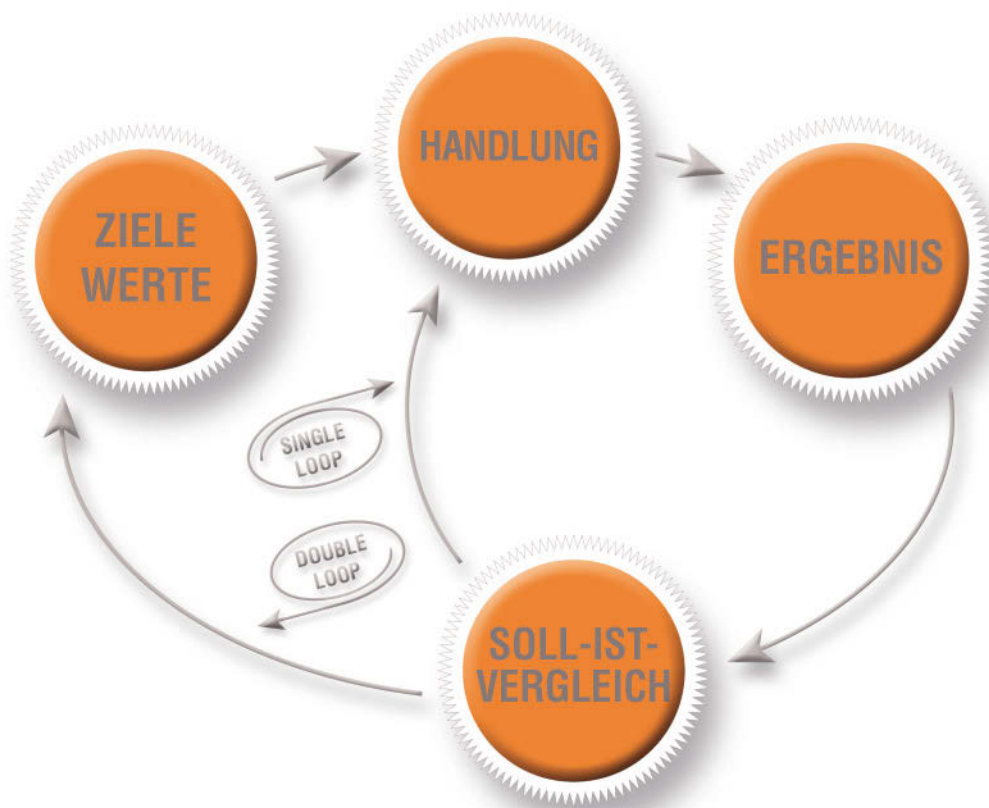 HANDLUNG
ZIELE
WERTE
ERGEBNIS
SINGLE
LOOP
DOUBLE
LOOP
SOLL-IST-
VERGLEICH